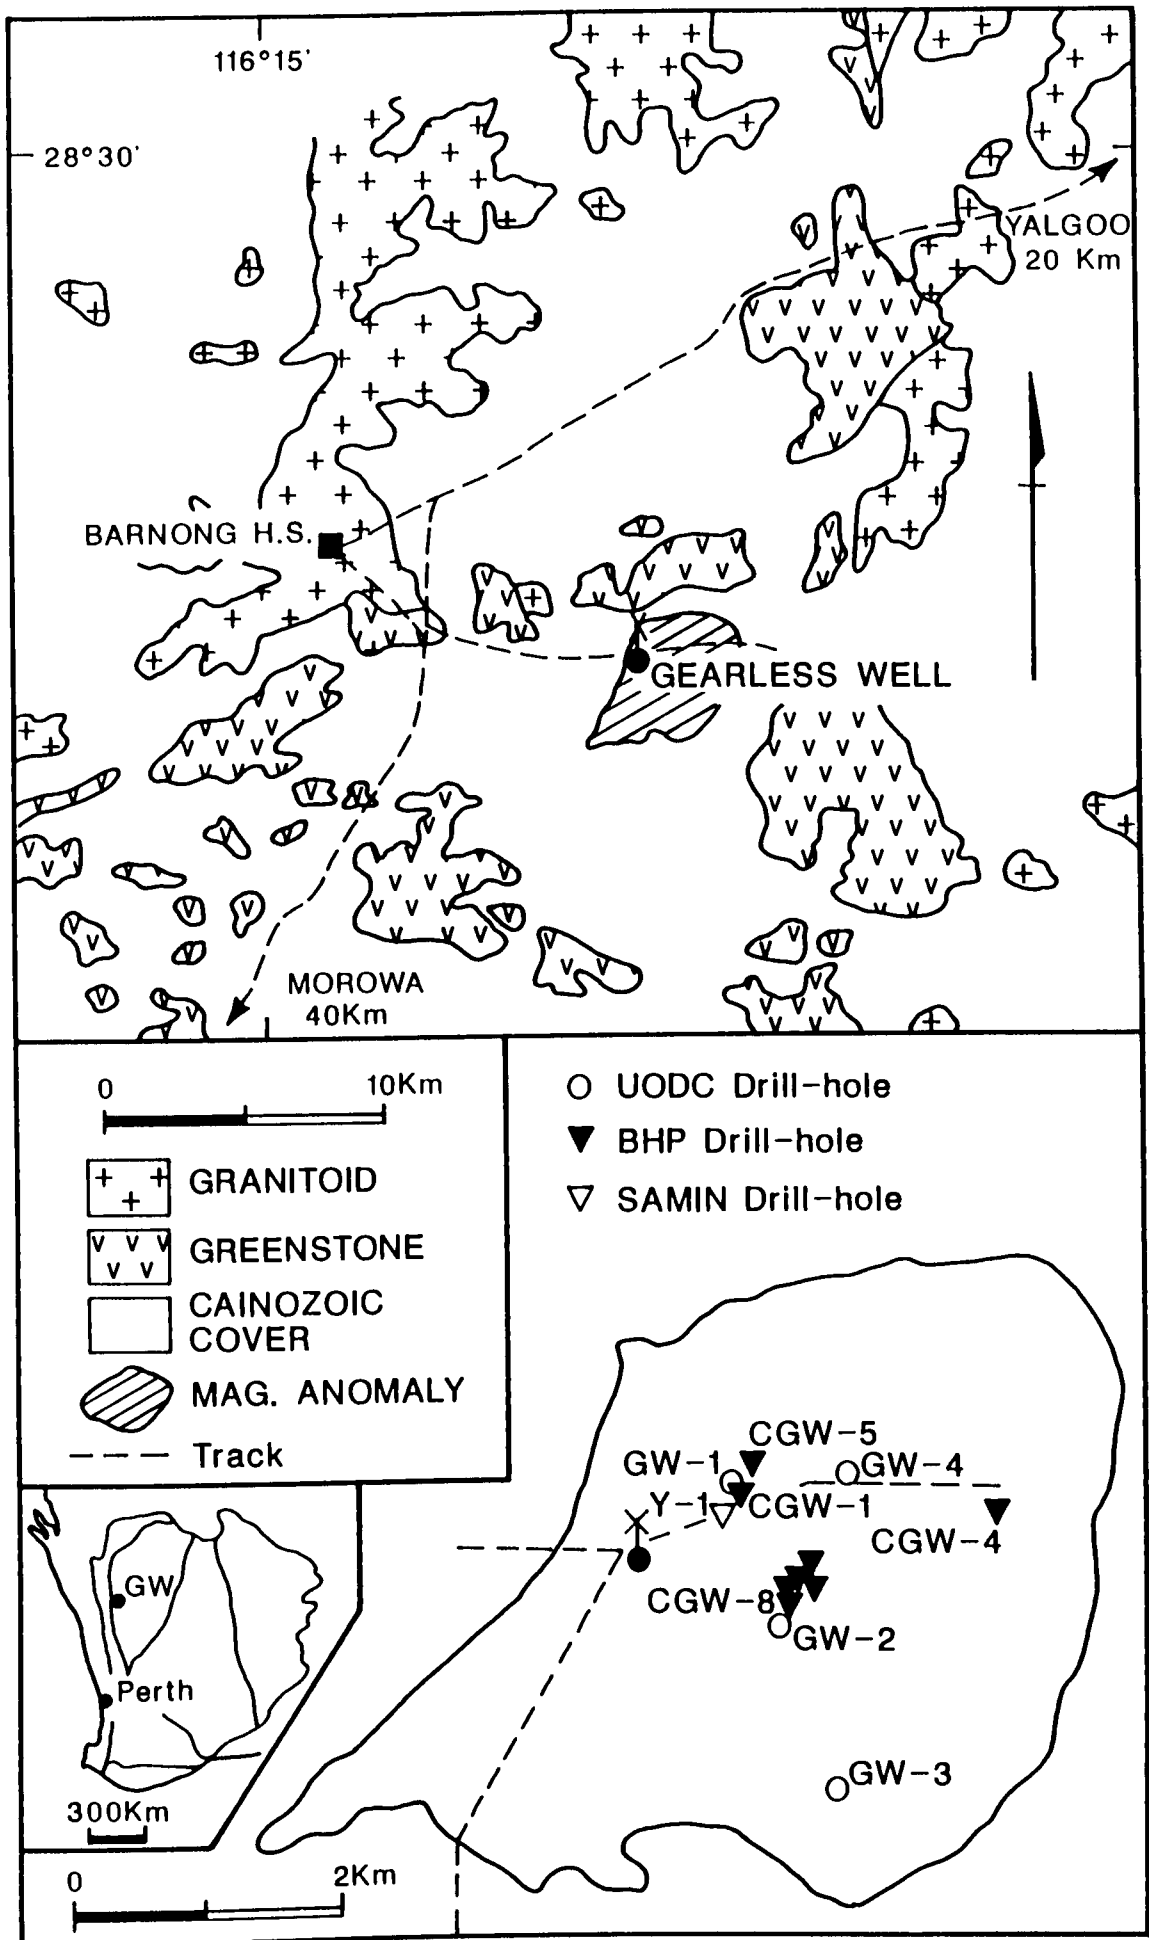 116°15'
28°30'
YALGOO
20 Km
BARNONG H.S.
GEARLESS WELL
MOROWA
40Km
0 10Km
GRANITOID
GREENSTONE
CAINOZOIC
COVER
MAG. ANOMALY
Track
UODC Drill-hole
BHP Drill-hole
SAMIN Drill-hole
CGW-5
GW-1
GW-4
Y-1
CGW-1
CGW-4
CGW-8
GW-2
GW-3
GW
Perth
300Km
0 2Km